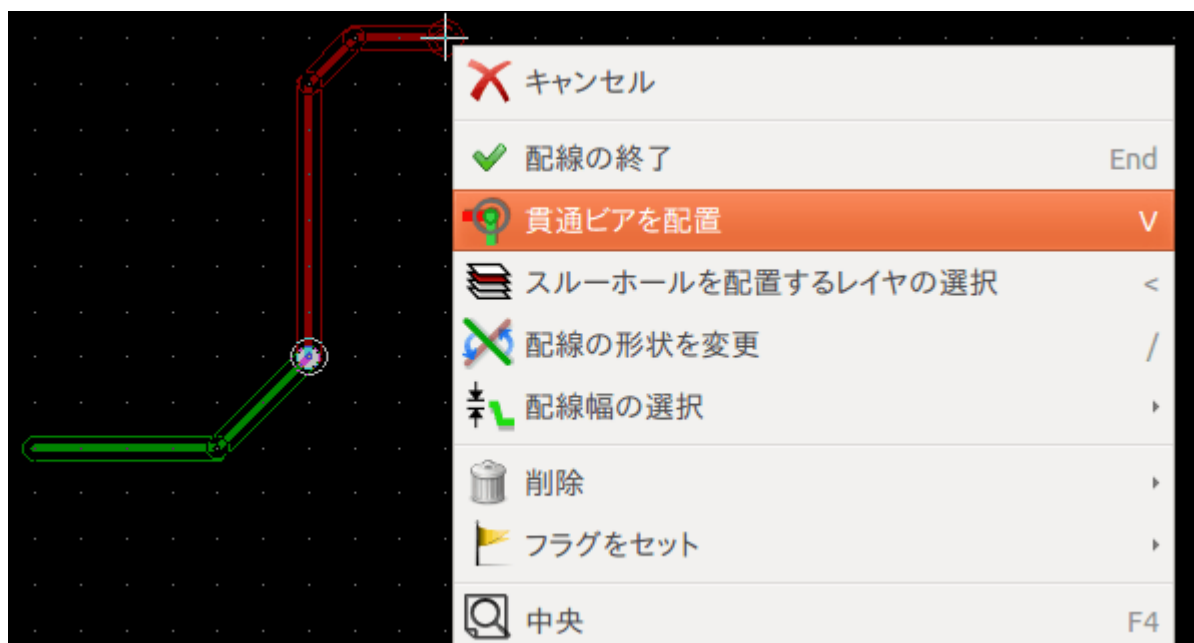 キャンセル
配線の終了 End
貫通ビアを配置 V
スルーホールを配置するレイヤの選択 <
配線の形状を変更 /
配線幅の選択
削除
フラグをセット
中央 F4